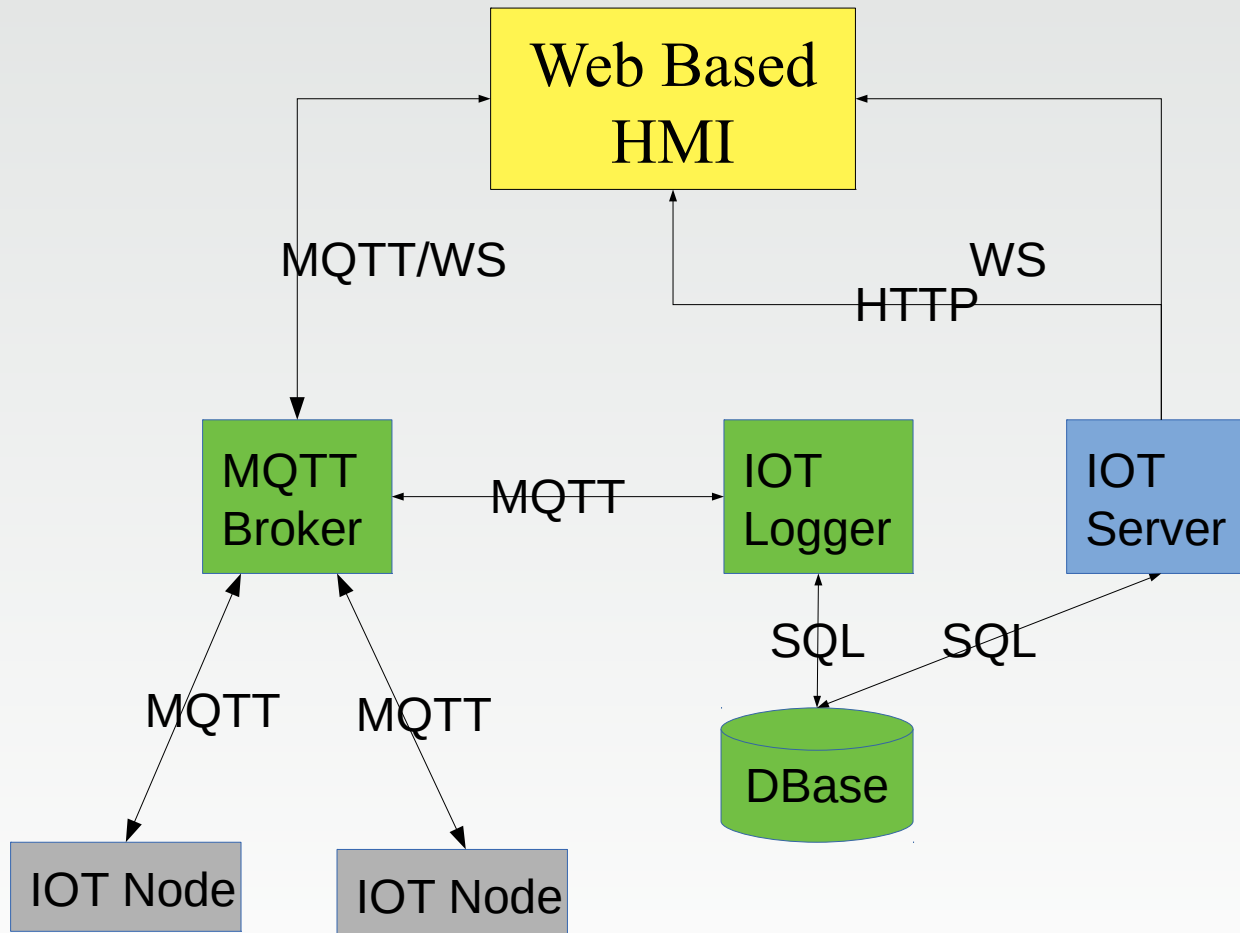 Web Based
HMI
MQTT/WS
WS
HTTP
MQTT
Broker
MQTT
IOT
Logger
IOT
Server
SQL
SQL
MQTT
MQTT
DBase
IOT Node
IOT Node